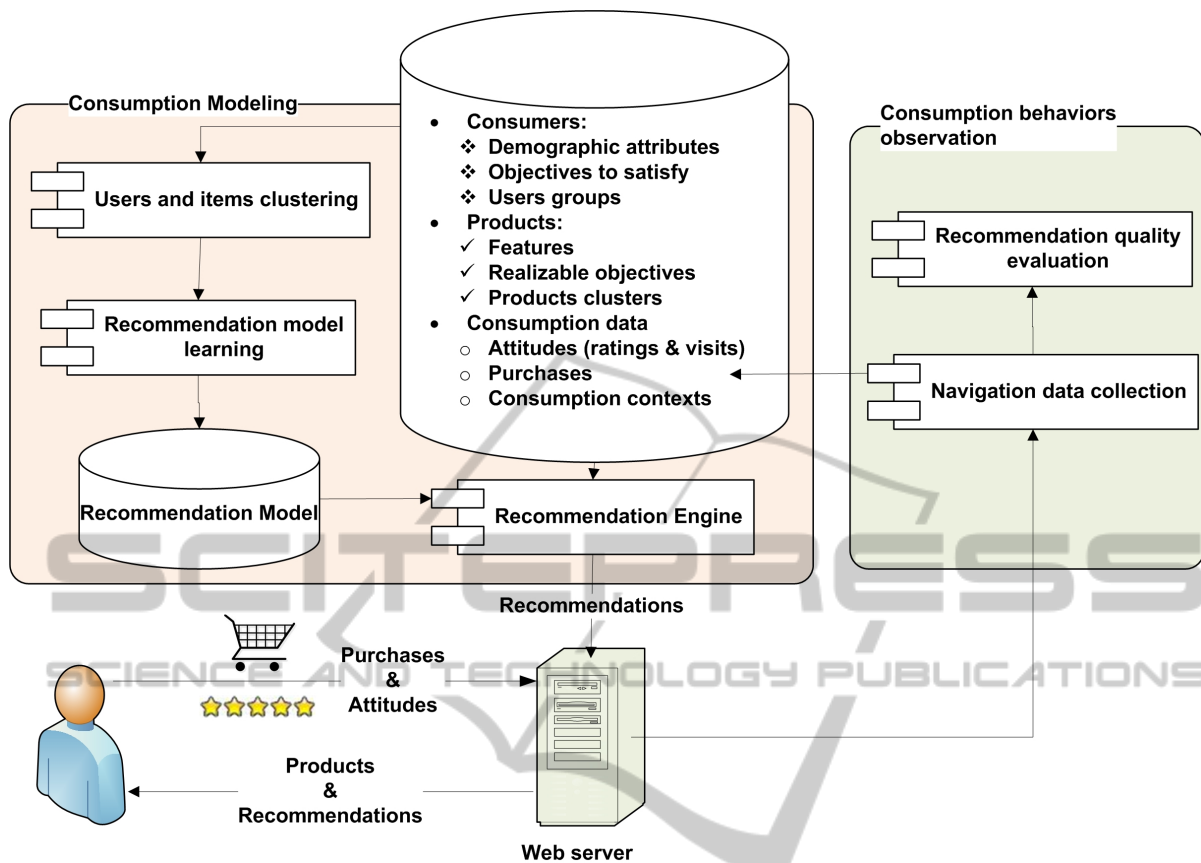 Consumption Modeling
Users and items clustering
Recommendation model
learning
Recommendation Model
• Consumers:
❖ Demographic attributes
❖ Objectives to satisfy
❖ Users groups
• Products:
✓ Features
✓ Realizable objectives
✓ Products clusters
• Consumption data
○ Attitudes (ratings & visits)
○ Purchases
○ Consumption contexts
Recommendation Engine
Consumption behaviors
observation
Recommendation quality
evaluation
Navigation data collection
Recommendations
SCITEPRESS
SCIENCE AND TECHNOLOGY PUBLICATIONS
Purchases
&
Attitudes
Products
&
Recommendations
Web server